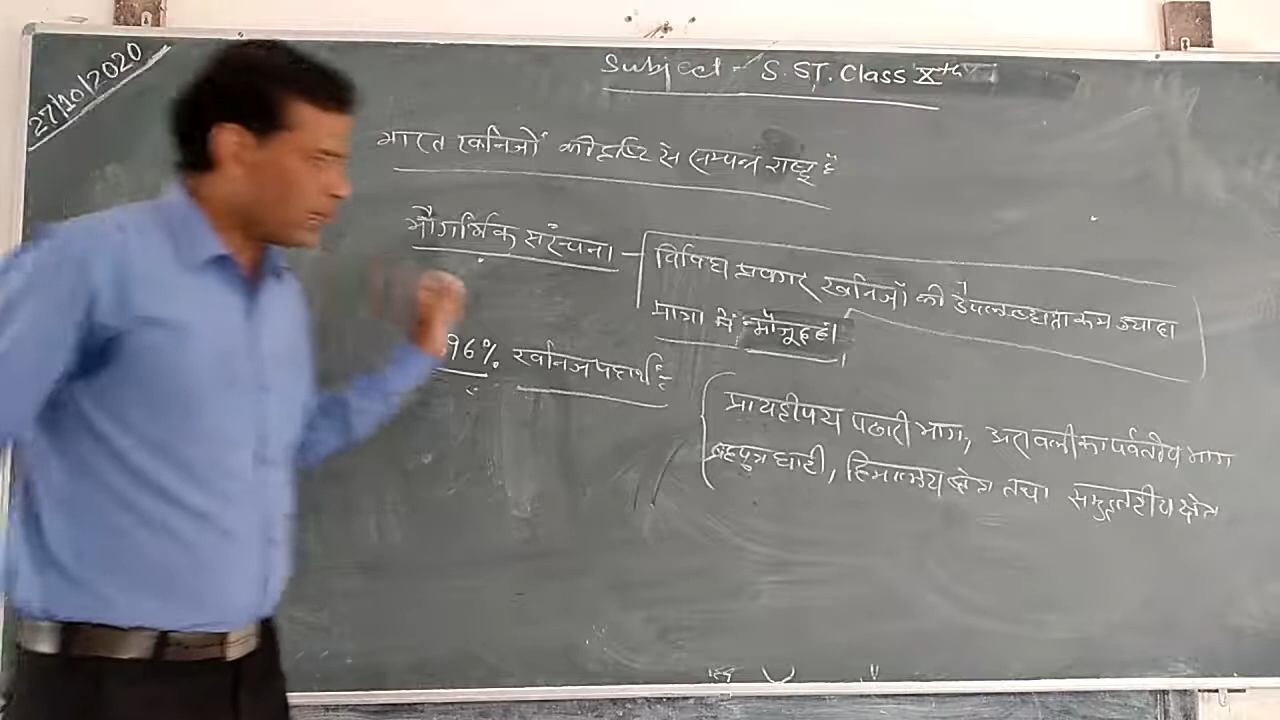 27/10/2020
Subject - S. ST. Class Xth
भारत खनिजों की दृष्टि से सम्पन्न राष्ट्र है
भौगर्भिक संरचना - विविध प्रकार खनिजों की उपलब्धता कम ज्यादा
मात्रा में मौजूद है।
96% खनिज पदार्थ
प्रायद्वीपीय पठारी भाग, अरावली का पर्वतीय भाग
ब्रह्मपुत्र घाटी, हिमालय क्षेत्र तथा समुद्रतटीय क्षेत्र